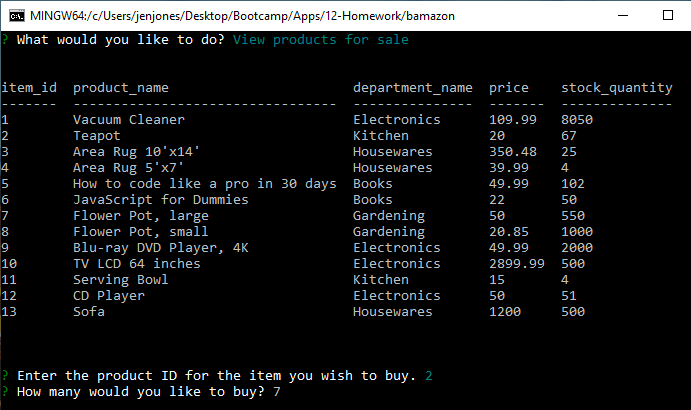 MINGW64:/c/Users/jenjones/Desktop/Bootcamp/Apps/12-Homework/bamazon
? What would you like to do? View products for sale
item_id  product_name                       department_name  price    stock_quantity
-------  ---------------------------------  ---------------  -------  --------------
1        Vacuum Cleaner                     Electronics      109.99   8050
2        Teapot                             Kitchen          20       67
3        Area Rug 10'x14'                   Housewares       350.48   25
4        Area Rug 5'x7'                     Housewares       39.99    4
5        How to code like a pro in 30 days  Books            49.99    102
6        JavaScript for Dummies             Books            22       50
7        Flower Pot, large                  Gardening        50       550
8        Flower Pot, small                  Gardening        20.85    1000
9        Blu-ray DVD Player, 4K             Electronics      49.99    2000
10       TV LCD 64 inches                   Electronics      2899.99  500
11       Serving Bowl                       Kitchen          15       4
12       CD Player                          Electronics      50       51
13       Sofa                               Housewares       1200     500
? Enter the product ID for the item you wish to buy. 2
? How many would you like to buy? 7